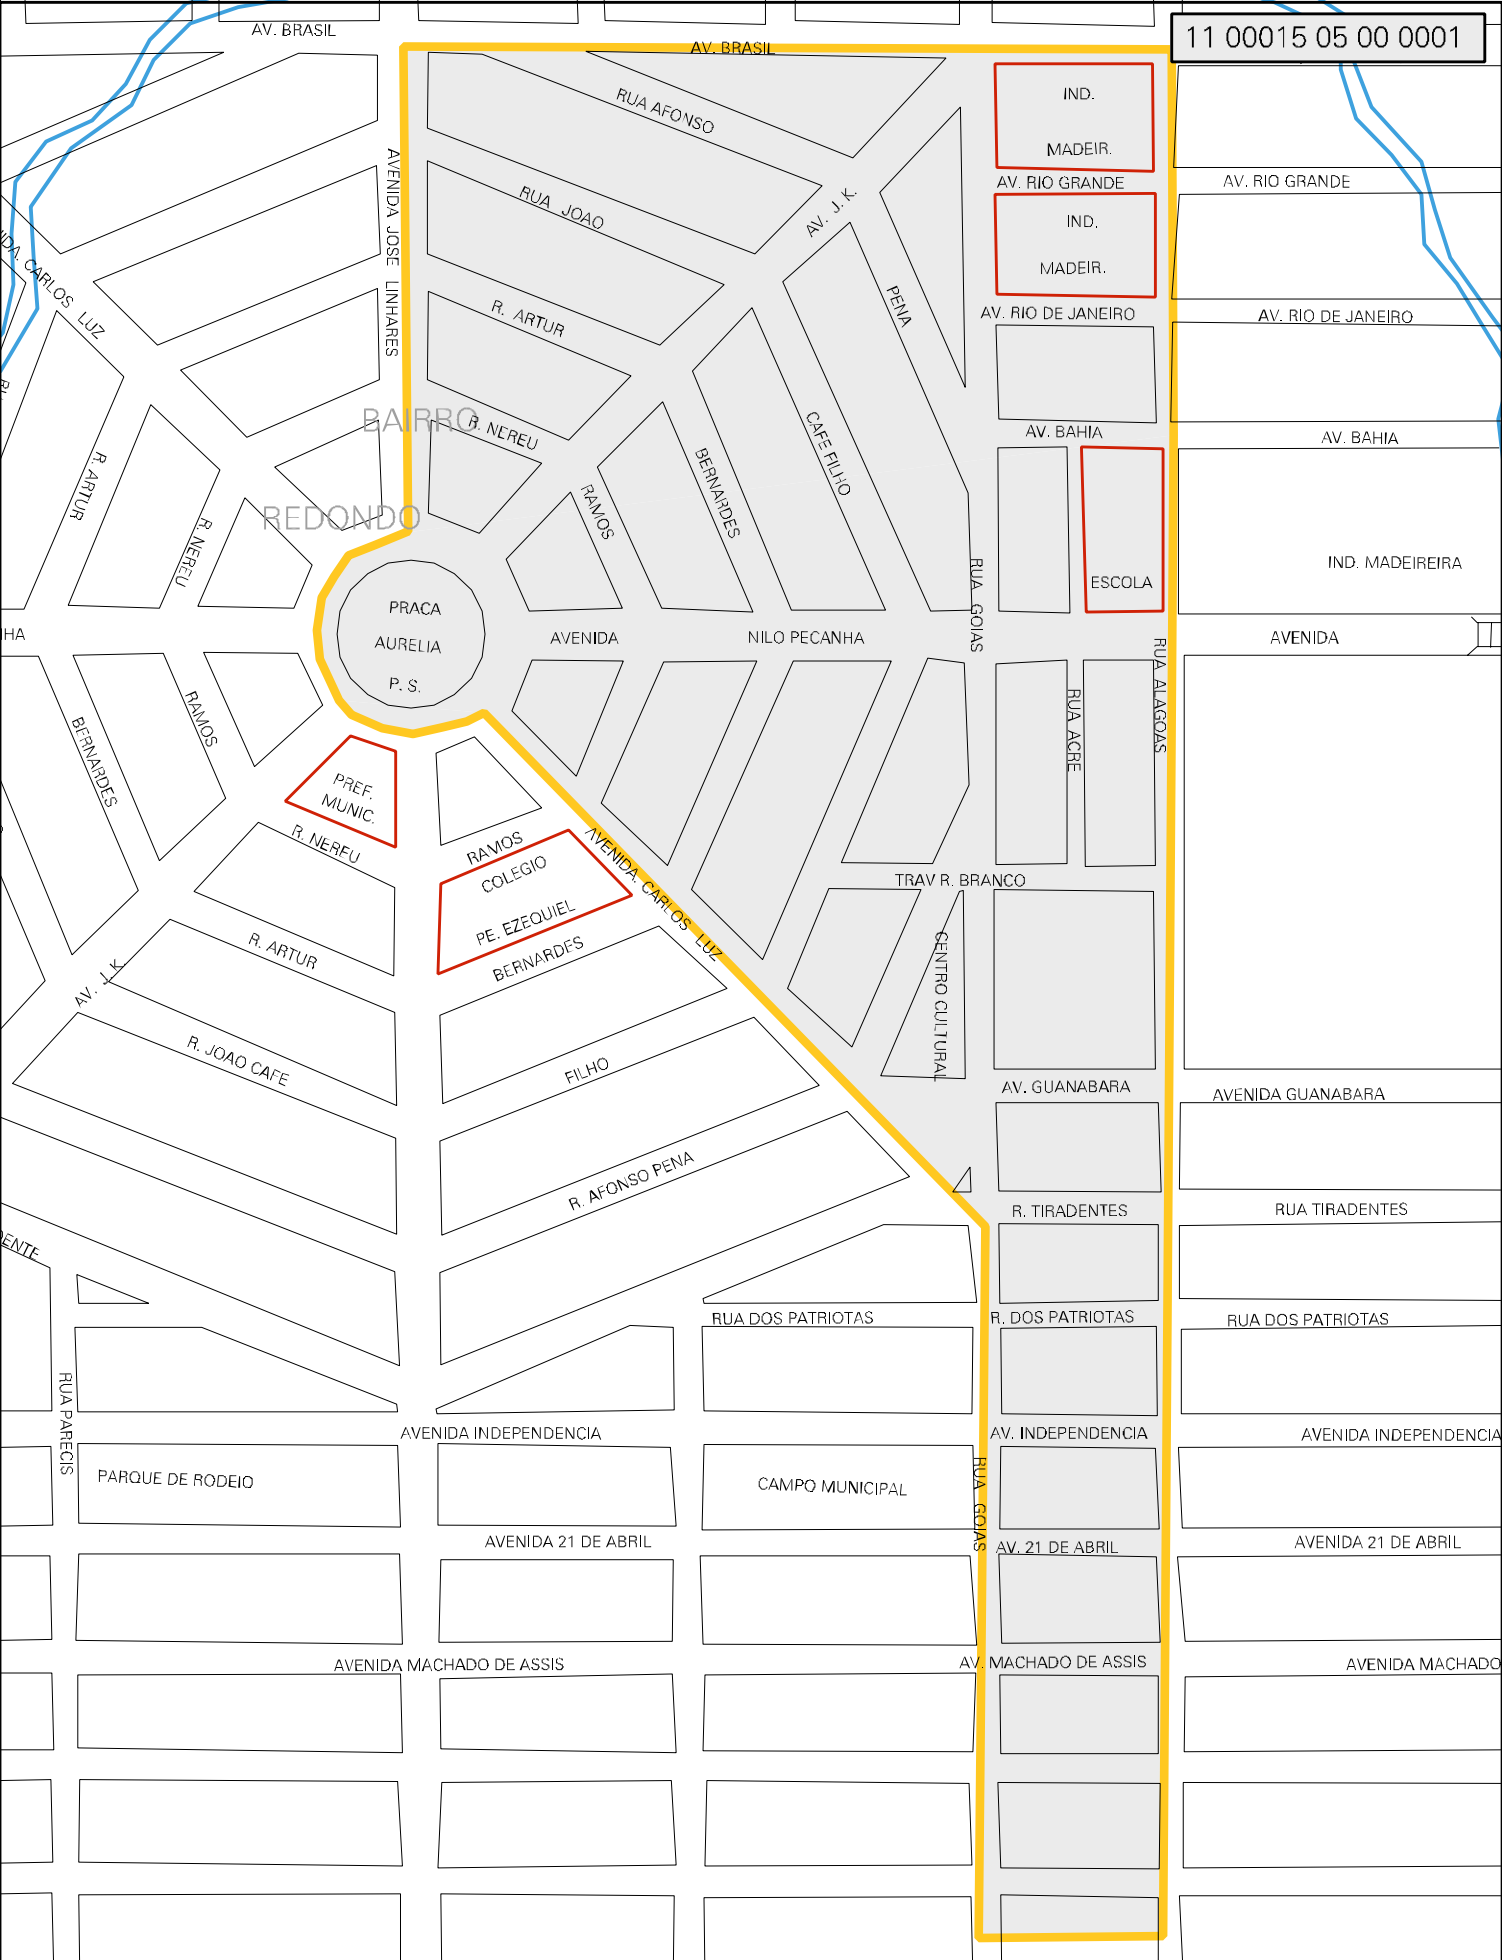 AV. BRASIL
AV. BRASIL
11 00015 05 00 0001
IND.
MADEIR.
RUA AFONSO
AV. RIO GRANDE
AV. RIO GRANDE
AVENIDA JOSE LINHARES
RUA JOAO
AV. J. K.
IND.
MADEIR.
CARLOS LUZ
R. ARTUR
PENA
AV. RIO DE JANEIRO
AV. RIO DE JANEIRO
BAIRRO
R. NEREU
AV. BAHIA
AV. BAHIA
CAFE FILHO
R. ARTUR
BERNARDES
RAMOS
REDONDO
R. NEREU
IND. MADEIREIRA
ESCOLA
RUA GOIAS
PRACA
AURELIA
P. S.
AVENIDA
NILO PECANHA
AVENIDA
RUA ALAGOAS
RUA ACRE
RAMOS
BERNARDES
PREF.
MUNIC.
R. NEREU
RAMOS
COLEGIO
PE. EZEQUIEL
BERNARDES
AVENIDA. CARLOS LUZ
TRAV R. BRANCO
CENTRO CULTURAL
R. ARTUR
AV. J.K.
R. JOAO CAFE
FILHO
AV. GUANABARA
AVENIDA GUANABARA
R. AFONSO PENA
R. TIRADENTES
RUA TIRADENTES
RUA DOS PATRIOTAS
R. DOS PATRIOTAS
RUA DOS PATRIOTAS
RUA PARECIS
AVENIDA INDEPENDENCIA
AV. INDEPENDENCIA
AVENIDA INDEPENDENCIA
PARQUE DE RODEIO
CAMPO MUNICIPAL
RUA GOIAS
AVENIDA 21 DE ABRIL
AV. 21 DE ABRIL
AVENIDA 21 DE ABRIL
AVENIDA MACHADO DE ASSIS
AV. MACHADO DE ASSIS
AVENIDA MACHADO